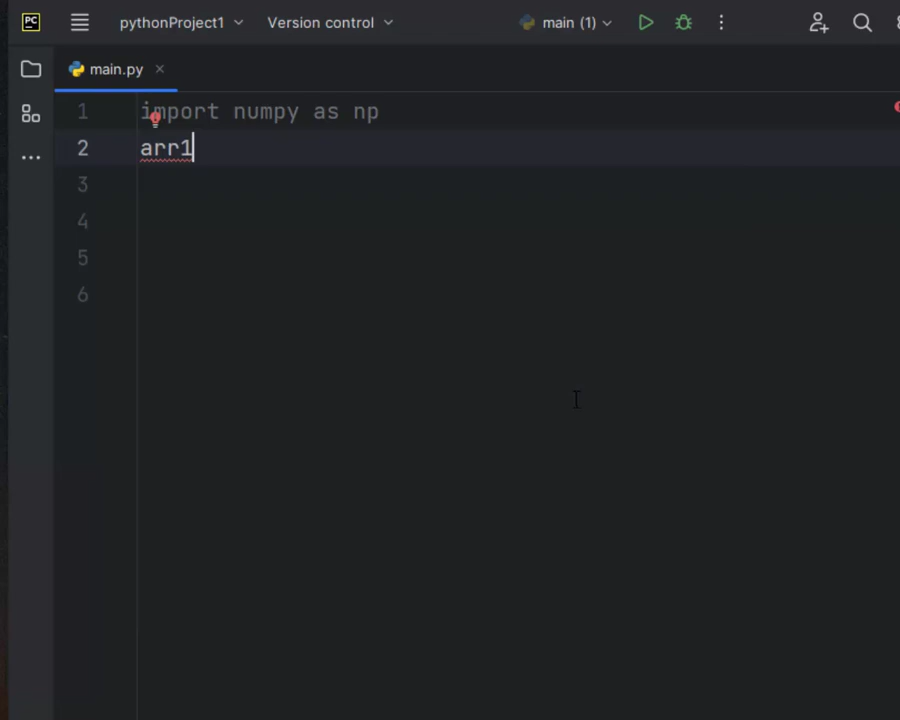 PC pythonProject1 Version control main (1)
main.py
1 import numpy as np
2 arr1
3
4
5
6